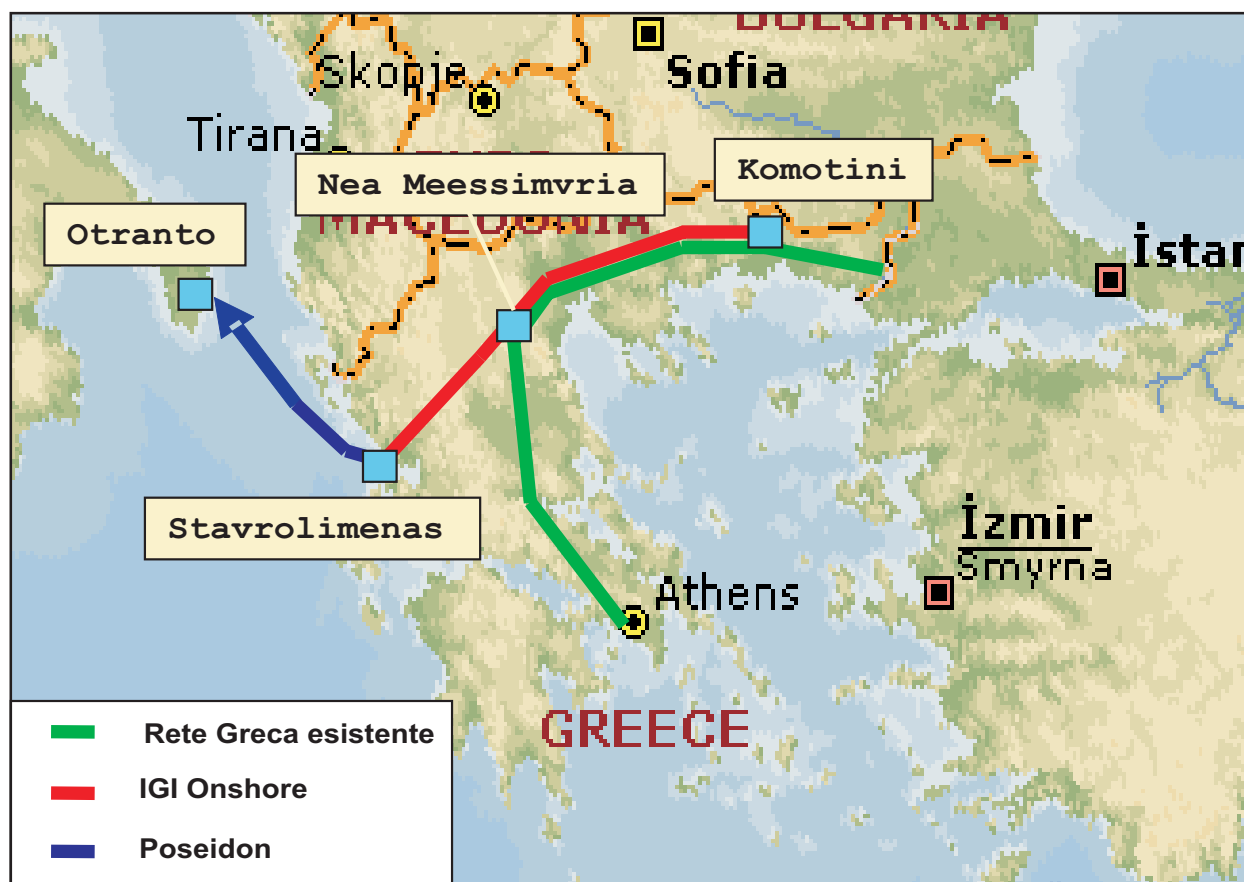 BULGARIA
Sofia
Skopje
Tirana
Nea Meessimvria
Komotini
MACEDONIA
Otranto
Stavrolimenas
İzmir
Smyrna
Athens
GREECE
Rete Greca esistente
IGI Onshore
Poseidon